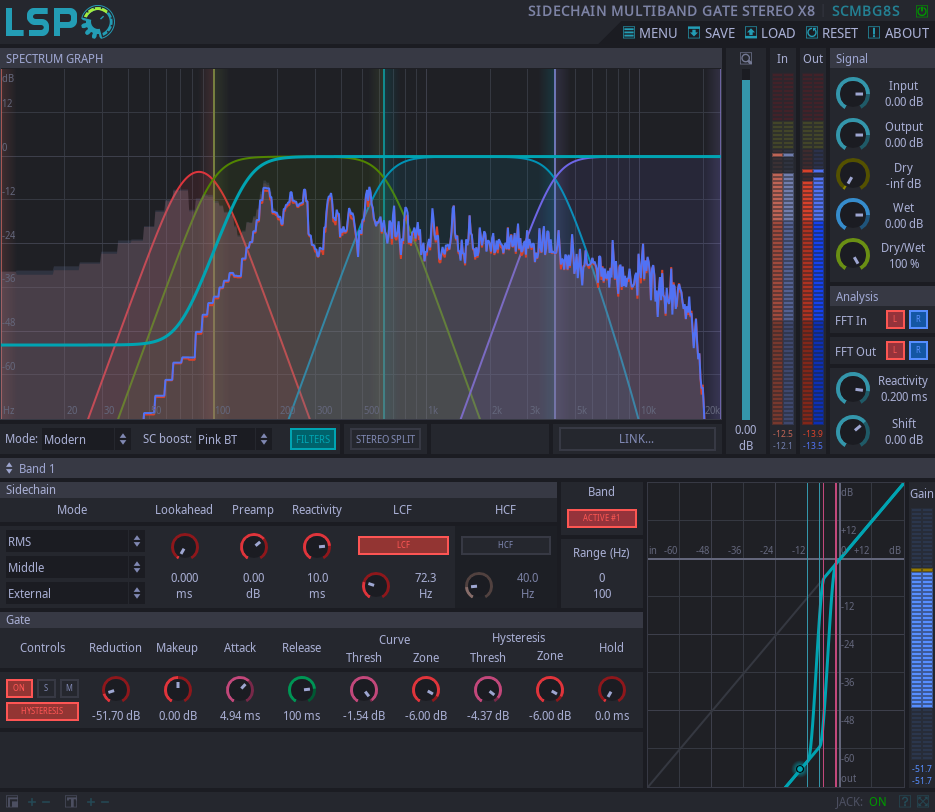 LSP
SIDECHAIN MULTIBAND GATE STEREO X8 SCMBG8S
MENU SAVE LOAD RESET ABOUT
SPECTRUM GRAPH
In Out
Signal
dB
12
0
-12
-24
-36
-48
-60
Hz 20 30 100 200 300 500 1k 2k 3k 5k 10k 20k
0.00
dB
-12.5 -13.9
-12.1 -13.5
Input
0.00 dB
Output
0.00 dB
Dry
-inf dB
Wet
0.00 dB
Dry/Wet
100 %
Analysis
FFT In L R
FFT Out L R
Reactivity
0.200 ms
Shift
0.00 dB
Mode: Modern SC boost: Pink BT FILTERS STEREO SPLIT LINK...
Band 1
Sidechain
Mode Lookahead Preamp Reactivity LCF HCF
RMS
Middle
External
0.000
ms
0.00
dB
10.0
ms
LCF
72.3
Hz
HCF
40.0
Hz
Band
ACTIVE #1
Range (Hz)
0
100
Gate
Controls Reduction Makeup Attack Release Curve Hysteresis Hold
Thresh Zone Thresh Zone
ON S M
HYSTERESIS
-51.70 dB 0.00 dB 4.94 ms 100 ms -1.54 dB -6.00 dB -4.37 dB -6.00 dB 0.0 ms
dB
+12
in -60 -48 -36 -24 -12 0 +12 dB
-12
-24
-36
-48
-60
out
Gain
-51.7
-51.7
JACK: ON